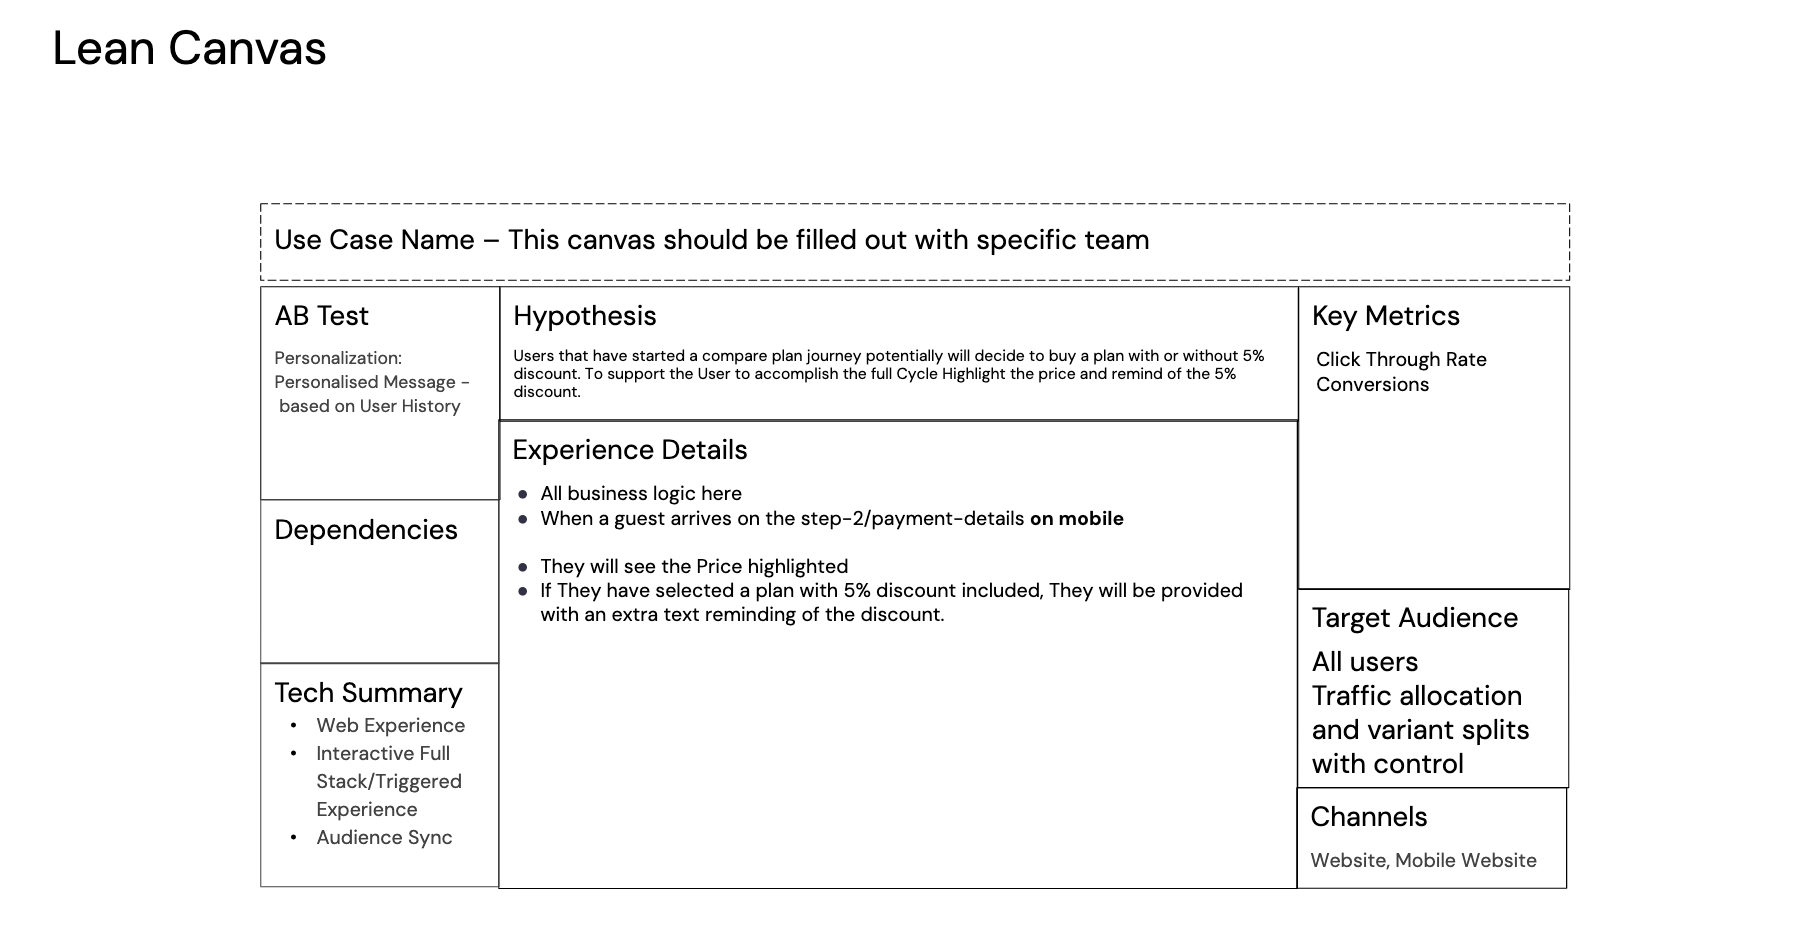 Lean Canvas
Use Case Name – This canvas should be filled out with specific team
AB Test
Personalization:
Personalised Message -
based on User History
Hypothesis
Users that have started a compare plan journey potentially will decide to buy a plan with or without 5%
discount. To support the User to accomplish the full Cycle Highlight the price and remind of the 5%
discount.
Key Metrics
Click Through Rate
Conversions
Experience Details
● All business logic here
● When a guest arrives on the step-2/payment-details on mobile
● They will see the Price highlighted
● If They have selected a plan with 5% discount included, They will be provided
with an extra text reminding of the discount.
Dependencies
Tech Summary
• Web Experience
• Interactive Full
Stack/Triggered
Experience
• Audience Sync
Target Audience
All users
Traffic allocation
and variant splits
with control
Channels
Website, Mobile Website